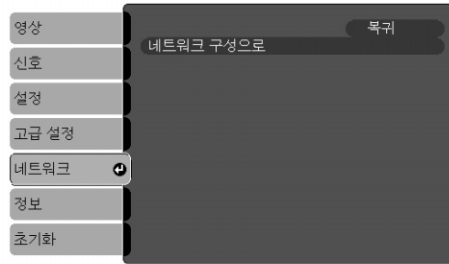 영상
신호
설정
고급 설정
네트워크
정보
초기화
복귀
네트워크 구성으로